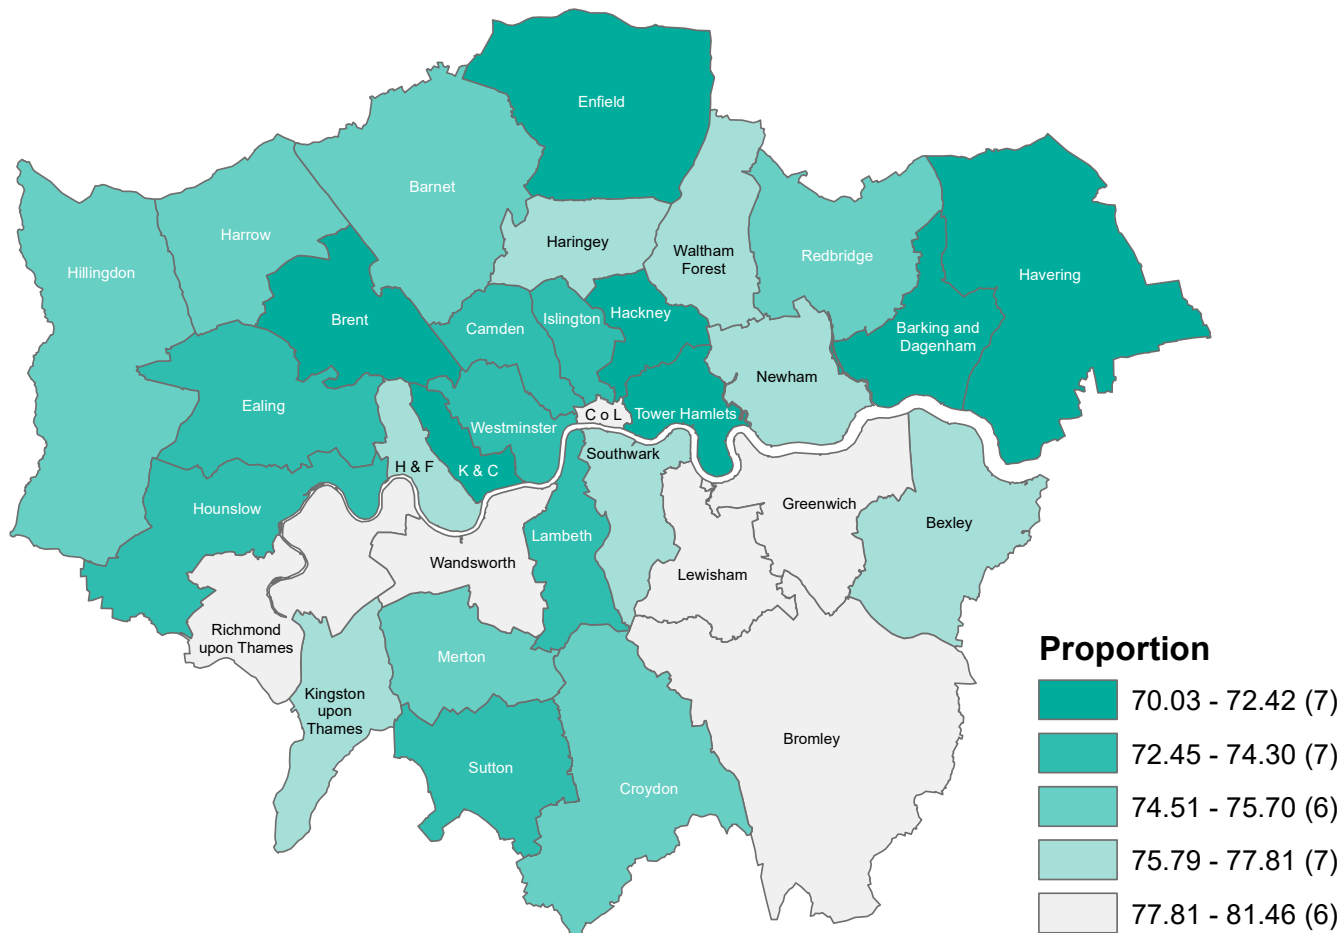 Enfield
Barnet
Harrow
Haringey
Waltham
Forest
Redbridge
Hillingdon
Havering
Brent
Camden
Islington
Hackney
Barking and
Dagenham
Newham
Ealing
Westminster
C o L
Tower Hamlets
H & F
K & C
Southwark
Hounslow
Greenwich
Bexley
Lambeth
Wandsworth
Lewisham
Richmond
upon Thames
Merton
Kingston
upon
Thames
Bromley
Sutton
Croydon
Proportion
70.03 - 72.42 (7)
72.45 - 74.30 (7)
74.51 - 75.70 (6)
75.79 - 77.81 (7)
77.81 - 81.46 (6)